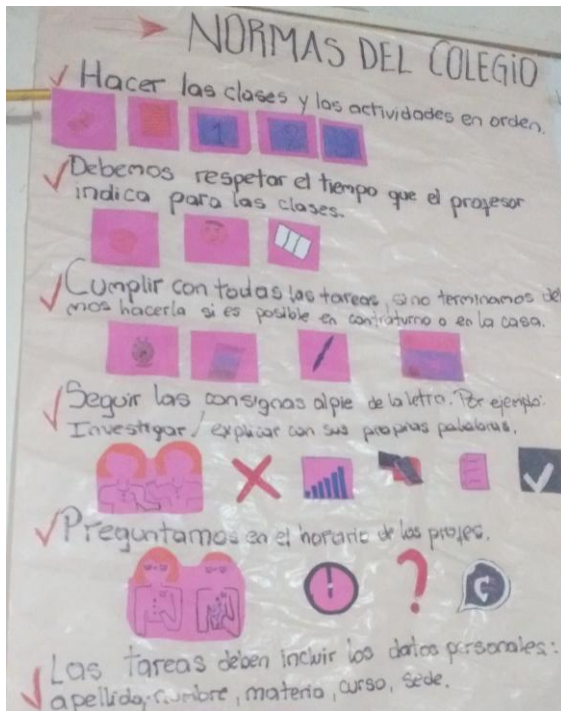 NORMAS DEL COLEGIO
Hacer las clases y las actividades en orden.
1 2 3
Debemos respetar el tiempo que el profesor
indica para las clases.
Cumplir con todas las tareas, si no terminamos debe
mos hacerla si es posible en contraturno o en la casa.
Seguir las consignas al pie de la letra. Por ejemplo:
Investigar / explicar con sus propias palabras.
Preguntamos en el horario de los profes.
?
Las tareas deben incluir los datos personales:
apellido, nombre, materia, curso, sede.